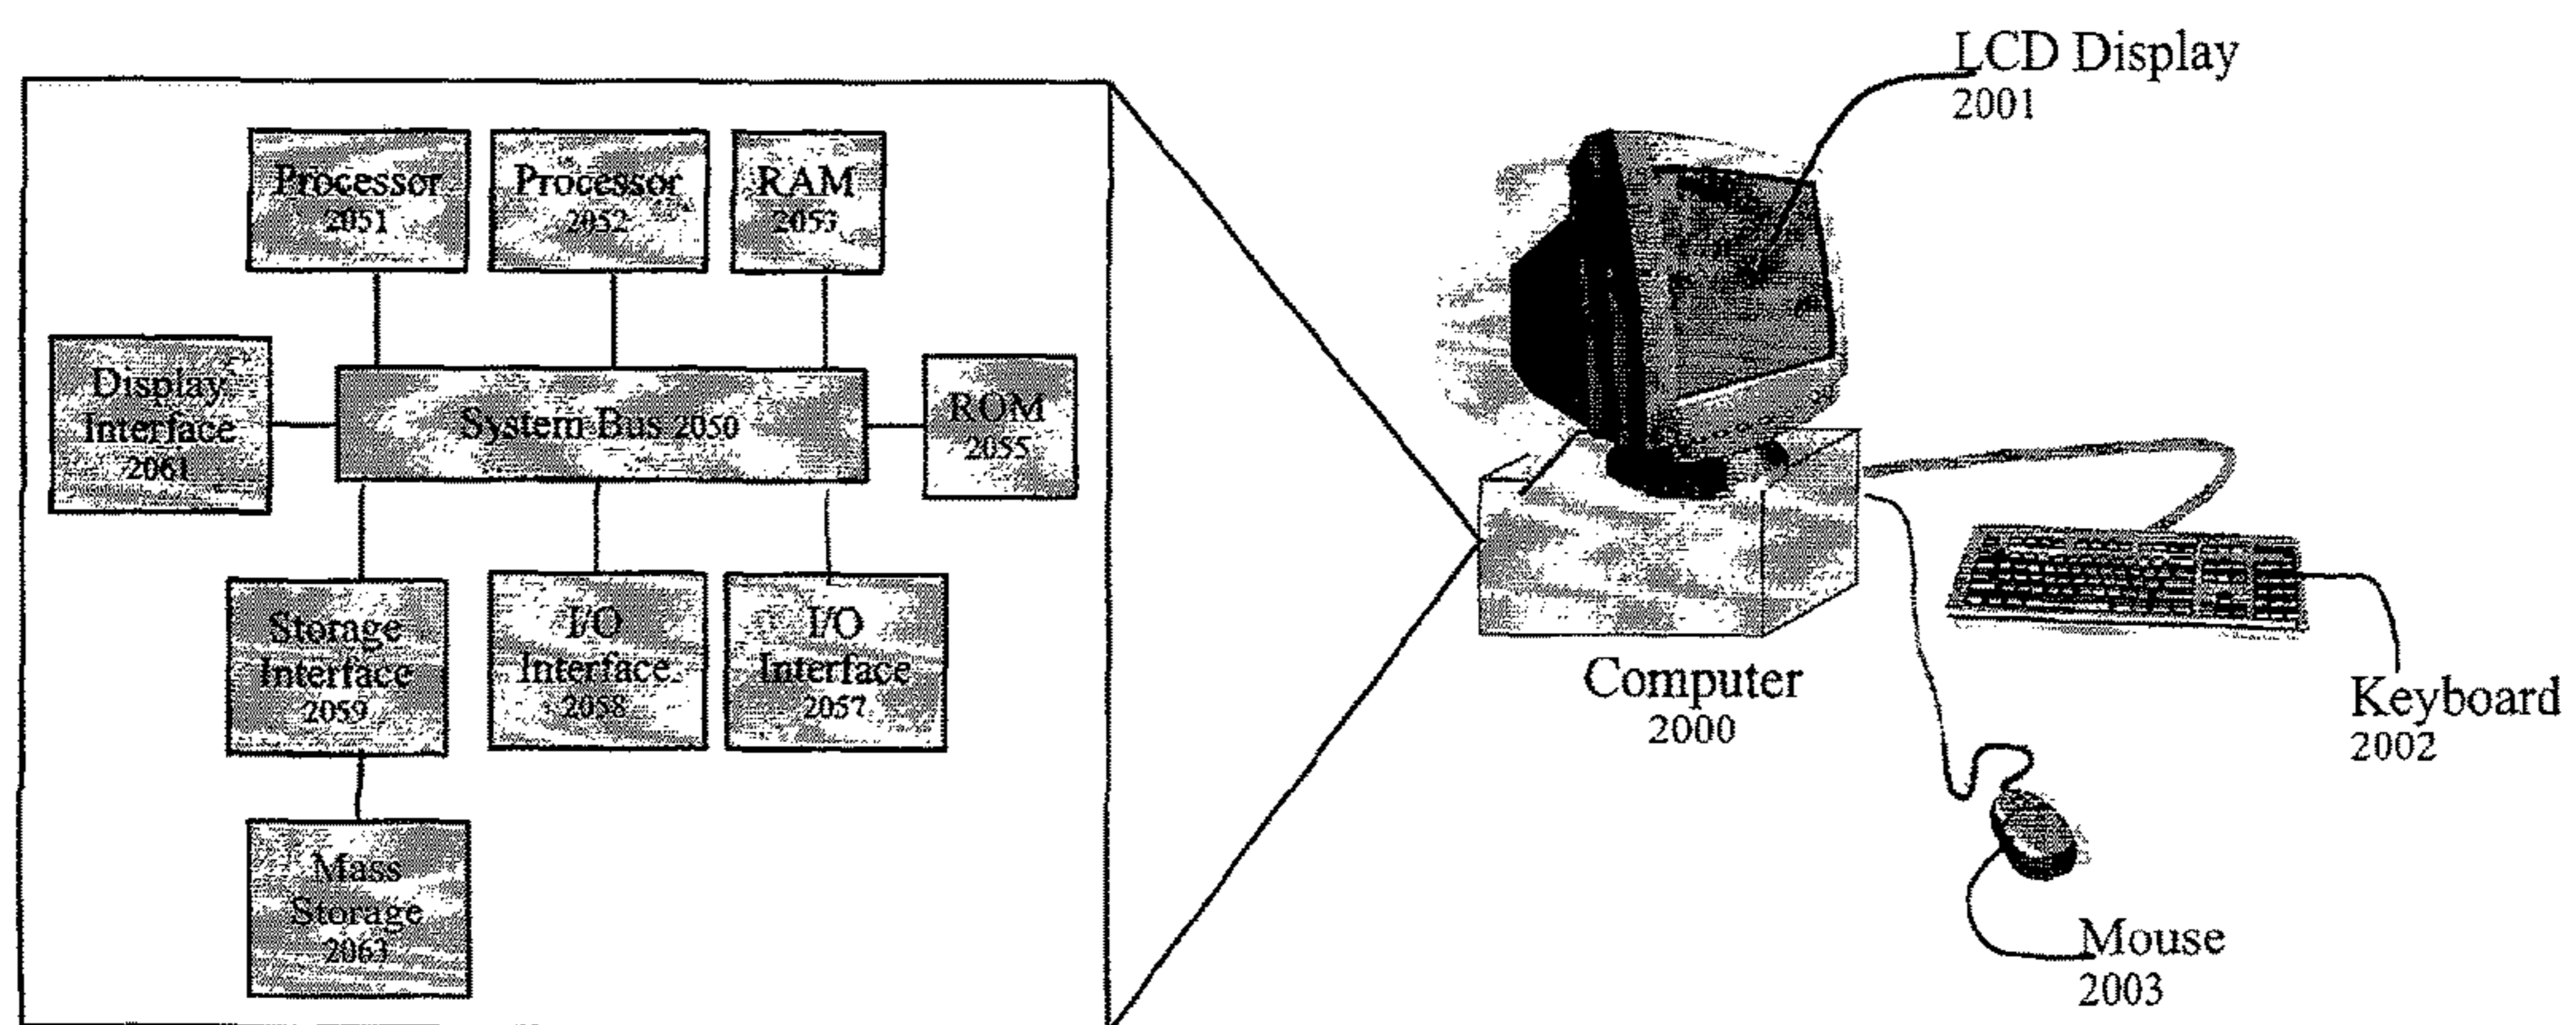 LCD Display
2001
Processor
2051
Processor
2052
RAM
2053
Display
Interface
2061
System Bus 2050
ROM
2055
Storage
Interface
2059
I/O
Interface
2058
I/O
Interface
2057
Mass
Storage
2063
Computer
2000
Keyboard
2002
Mouse
2003